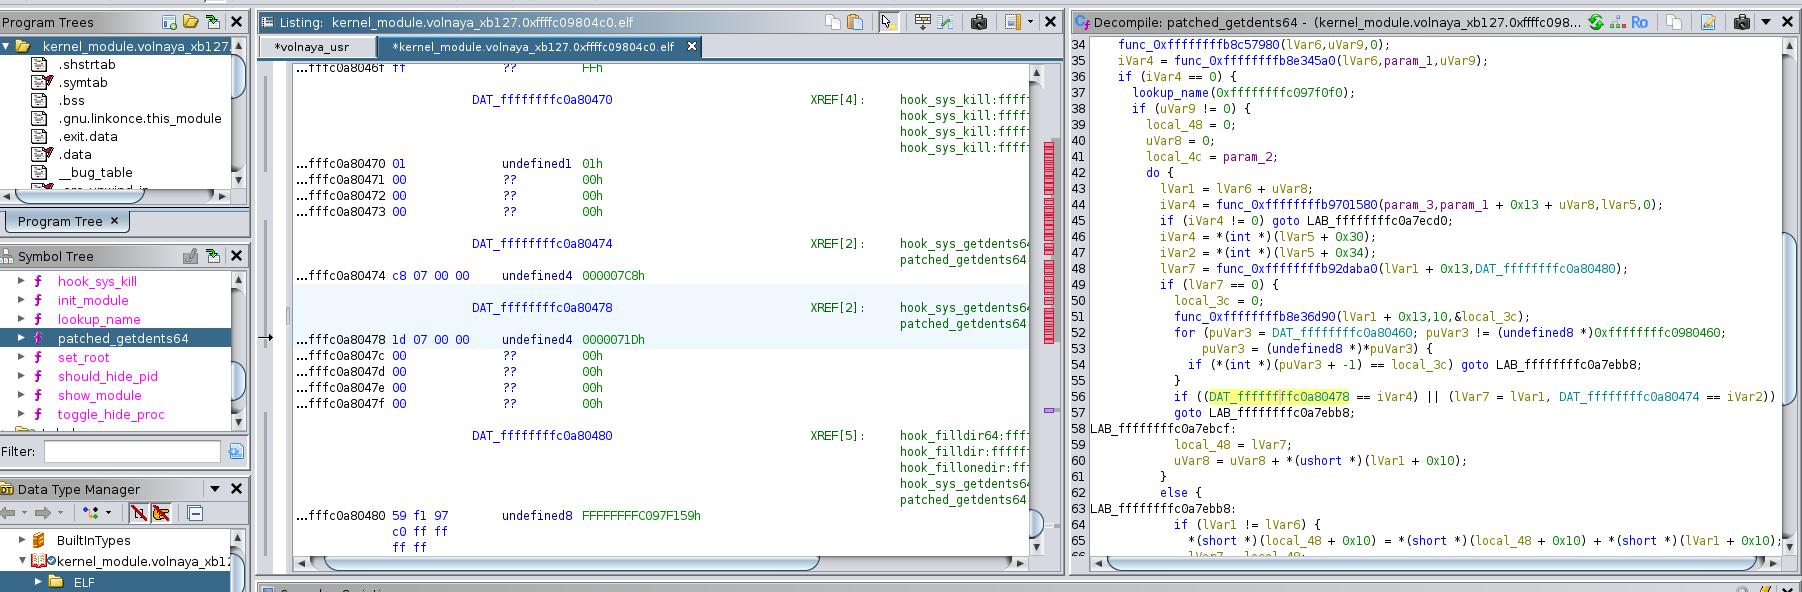 Program Trees
kernel_module.volnaya_xb127.
.shstrtab
.symtab
.bss
.gnu.linkonce.this_module
.exit.data
.data
__bug_table
Program Tree
Symbol Tree
hook_sys_kill
init_module
lookup_name
patched_getdents64
set_root
should_hide_pid
show_module
toggle_hide_proc
Filter:
Data Type Manager
BuiltInTypes
kernel_module.volnaya_xb12
ELF
Listing: kernel_module.volnaya_xb127.0xffffc09804c0.elf
*volnaya_usr
*kernel_module.volnaya_xb127.0xffffc09804c0.elf
...fffc0a8046f ff ?? FFh
DAT_ffffffffc0a80470 XREF[4]: hook_sys_kill:fffff
hook_sys_kill:fffff
hook_sys_kill:fffff
hook_sys_kill:fffff
...fffc0a80470 01 undefined1 01h
...fffc0a80471 00 ?? 00h
...fffc0a80472 00 ?? 00h
...fffc0a80473 00 ?? 00h
DAT_ffffffffc0a80474 XREF[2]: hook_sys_getdents64
patched_getdents64
...fffc0a80474 c8 07 00 00 undefined4 000007C8h
DAT_ffffffffc0a80478 XREF[2]: hook_sys_getdents64
patched_getdents64
...fffc0a80478 1d 07 00 00 undefined4 0000071Dh
...fffc0a8047c 00 ?? 00h
...fffc0a8047d 00 ?? 00h
...fffc0a8047e 00 ?? 00h
...fffc0a8047f 00 ?? 00h
DAT_ffffffffc0a80480 XREF[5]: hook_filldir64:ffff
hook_filldir:ffffff
hook_fillonedir:fff
hook_sys_getdents64
patched_getdents64
...fffc0a80480 59 f1 97 undefined8 FFFFFFFFC097F159h
c0 ff ff
ff ff
Decompile: patched_getdents64 - (kernel_module.volnaya_xb127.0xffffc098...
Ro
34 func_0xffffffffb8c57980(lVar6,uVar9,0);
35 iVar4 = func_0xffffffffb8e345a0(lVar6,param_1,uVar9);
36 if (iVar4 == 0) {
37 lookup_name(0xffffffffc097f0f0);
38 if (uVar9 != 0) {
39 local_48 = 0;
40 uVar8 = 0;
41 local_4c = param_2;
42 do {
43 lVar1 = lVar6 + uVar8;
44 iVar4 = func_0xffffffffb9701580(param_3,param_1 + 0x13 + uVar8,lVar5,0);
45 if (iVar4 != 0) goto LAB_ffffffffc0a7ecd0;
46 iVar4 = *(int *)(lVar5 + 0x30);
47 iVar2 = *(int *)(lVar5 + 0x34);
48 lVar7 = func_0xffffffffb92daba0(lVar1 + 0x13,DAT_ffffffffc0a80480);
49 if (lVar7 == 0) {
50 local_3c = 0;
51 func_0xffffffffb8e36d90(lVar1 + 0x13,10,&local_3c);
52 for (puVar3 = DAT_ffffffffc0a80460; puVar3 != (undefined8 *)0xffffffffc0980460;
53 puVar3 = (undefined8 *)*puVar3) {
54 if (*(int *)(puVar3 + -1) == local_3c) goto LAB_ffffffffc0a7ebb8;
55 }
56 if ((DAT_ffffffffc0a80478 == iVar4) || (lVar7 = lVar1, DAT_ffffffffc0a80474 == iVar2))
57 goto LAB_ffffffffc0a7ebb8;
58 LAB_ffffffffc0a7ebcf:
59 local_48 = lVar7;
60 uVar8 = uVar8 + *(ushort *)(lVar1 + 0x10);
61 }
62 else {
63 LAB_ffffffffc0a7ebb8:
64 if (lVar1 != lVar6) {
65 *(short *)(local_48 + 0x10) = *(short *)(local_48 + 0x10) + *(short *)(lVar1 + 0x10);